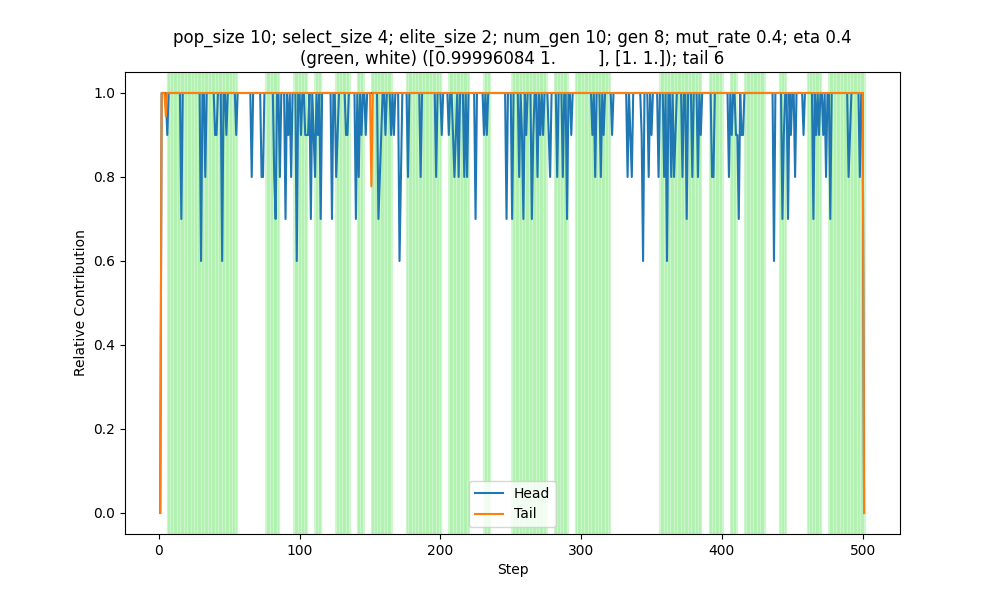 pop_size 10; select_size 4; elite_size 2; num_gen 10; gen 8; mut_rate 0.4; eta 0.4
(green, white) ([0.99996084 1.        ], [1. 1.]); tail 6
1.0
0.8
0.6
0.4
0.2
0.0
Relative Contribution
Head
Tail
0
100
200
300
400
500
Step